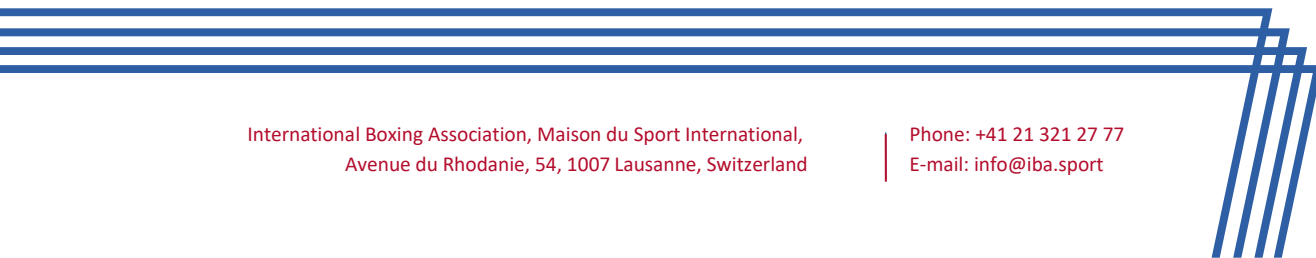 International Boxing Association, Maison du Sport International,
Avenue du Rhodanie, 54, 1007 Lausanne, Switzerland
Phone: +41 21 321 27 77
E-mail: info@iba.sport